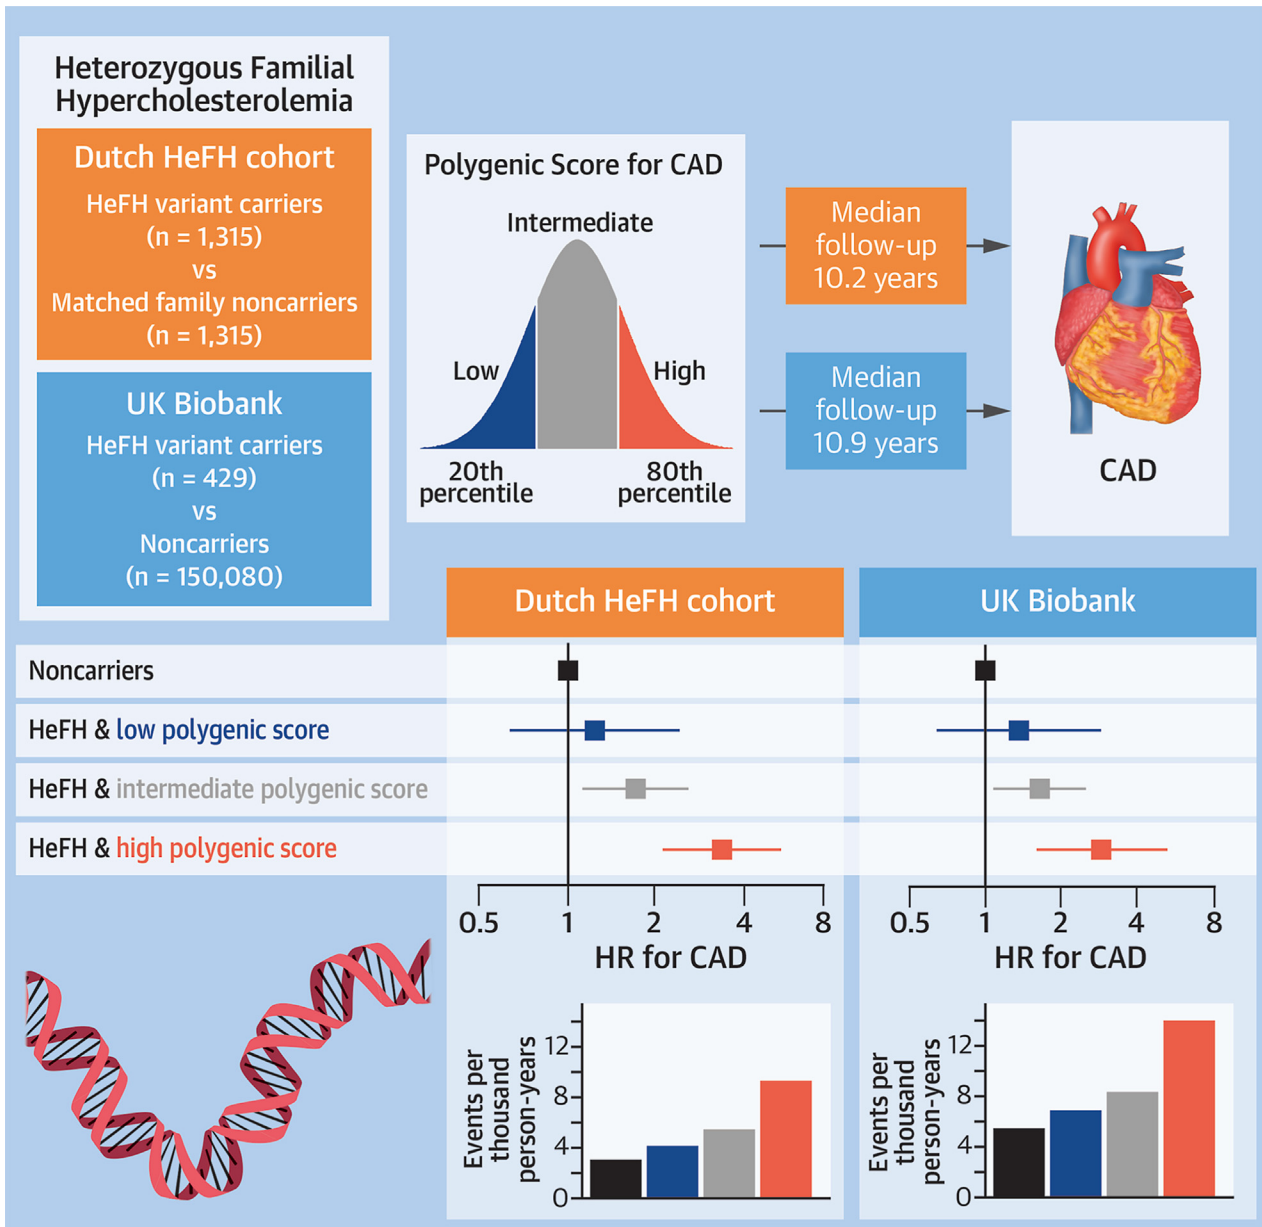 Heterozygous Familial
Hypercholesterolemia
Dutch HeFH cohort
HeFH variant carriers
(n = 1,315)
vs
Matched family noncarriers
(n = 1,315)
UK Biobank
HeFH variant carriers
(n = 429)
vs
Noncarriers
(n = 150,080)
Polygenic Score for CAD
Intermediate
Low
High
20th
percentile
80th
percentile
Median
follow-up
10.2 years
Median
follow-up
10.9 years
CAD
Dutch HeFH cohort
UK Biobank
Noncarriers
HeFH & low polygenic score
HeFH & intermediate polygenic score
HeFH & high polygenic score
0.5 1 2 4 8
HR for CAD
0.5 1 2 4 8
HR for CAD
Events per
thousand
person-years
12
8
4
0
Events per
thousand
person-years
12
8
4
0